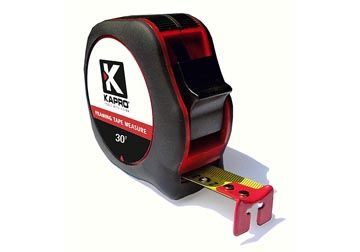 K
KAPRO
FRAMING TAPE MEASURE
30'